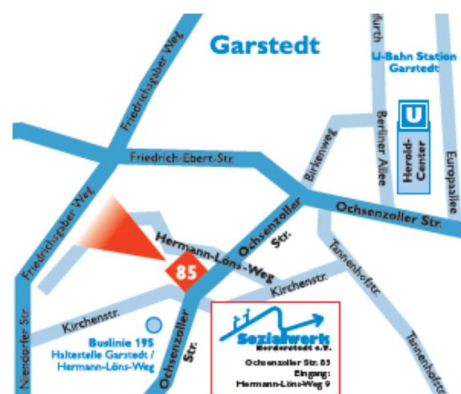 Garstedt
U-Bahn Station
Garstedt
U
Herold-
Center
Berliner Allee
Europaallee
Birkenweg
Friedrichsgaber Weg
Friedrich-Ebert-Str.
Ochsenzoller Str.
Friedrichsgaber Weg
Hermann-Löns-Weg
Ochsenzoller
Str.
85
Tannenhofstr.
Kirchenstr.
Kirchenstr.
Niendorfer Str.
Buslinie 195
Haltestelle Garstedt /
Hermann-Löns-Weg
Ochsenzoller
Str.
Tannenhofstr.
Sozialwerk
Norderstedt e.V.
Ochsenzoller Str. 85
Eingang:
Hermann-Löns-Weg 9